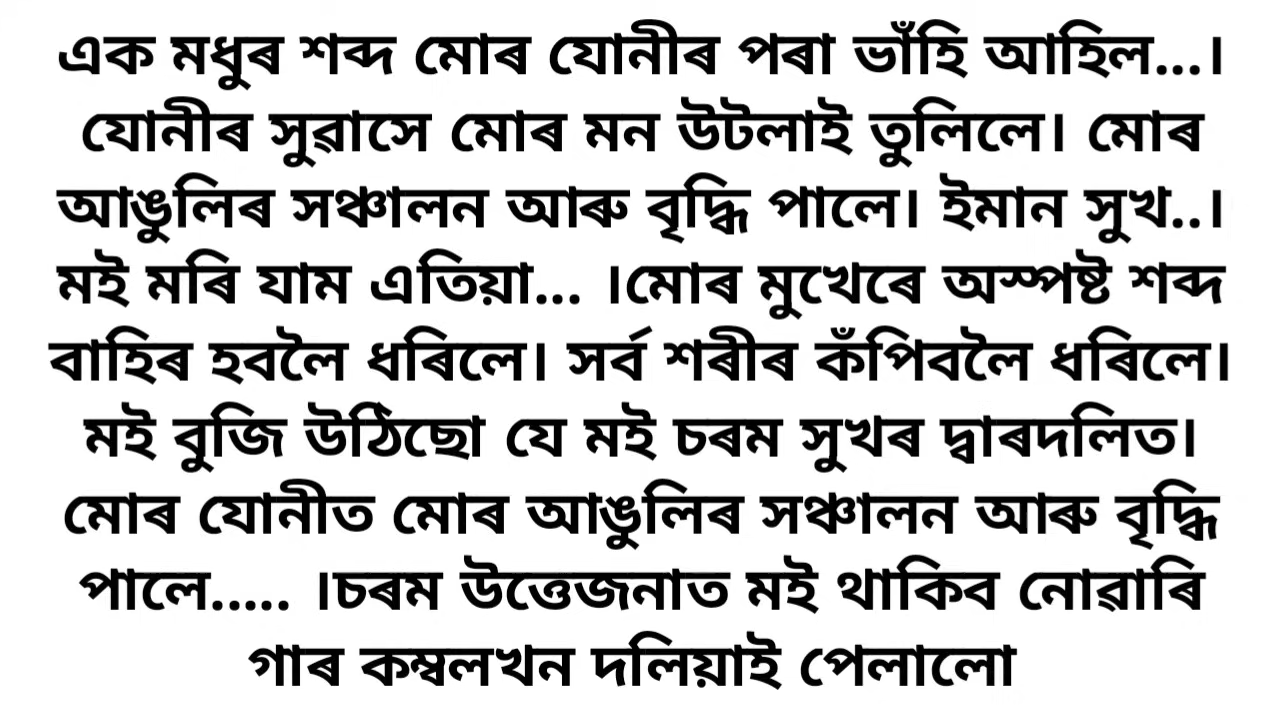 এক মধুৰ শব্দ মোৰ যোনীৰ পৰা ভাঁহি আহিল...।
যোনীৰ সুৱাসে মোৰ মন উটলাই তুলিলে। মোৰ
আঙুলিৰ সঞ্চালন আৰু বৃদ্ধি পালে। ইমান সুখ..।
মই মৰি যাম এতিয়া... ।মোৰ মুখেৰে অস্পষ্ট শব্দ
বাহিৰ হবলৈ ধৰিলে। সৰ্ব শৰীৰ কঁপিবলৈ ধৰিলে।
মই বুজি উঠিছো যে মই চৰম সুখৰ দ্বাৰদলিত।
মোৰ যোনীত মোৰ আঙুলিৰ সঞ্চালন আৰু বৃদ্ধি
পালে..... ।চৰম উত্তেজনাত মই থাকিব নোৱাৰি
গাৰ কম্বলখন দলিয়াই পেলালো